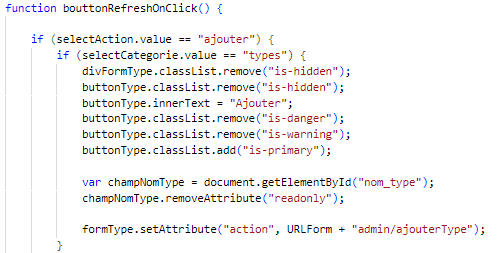 function bouttonRefreshOnClick() {
if (selectAction.value == "ajouter") {
if (selectCategorie.value == "types") {
divFormType.classList.remove("is-hidden");
buttonType.classList.remove("is-hidden");
buttonType.innerText = "Ajouter";
buttonType.classList.remove("is-danger");
buttonType.classList.remove("is-warning");
buttonType.classList.add("is-primary");
var champNomType = document.getElementById("nom_type");
champNomType.removeAttribute("readonly");
formType.setAttribute("action", URLForm + "admin/ajouterType");
}